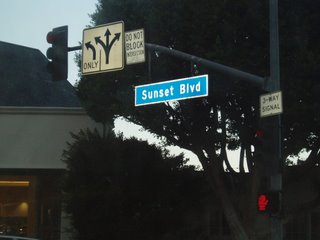 ONLY
DO NOT
BLOCK
INTERSECTION
Sunset Blvd
3-WAY
SIGNAL